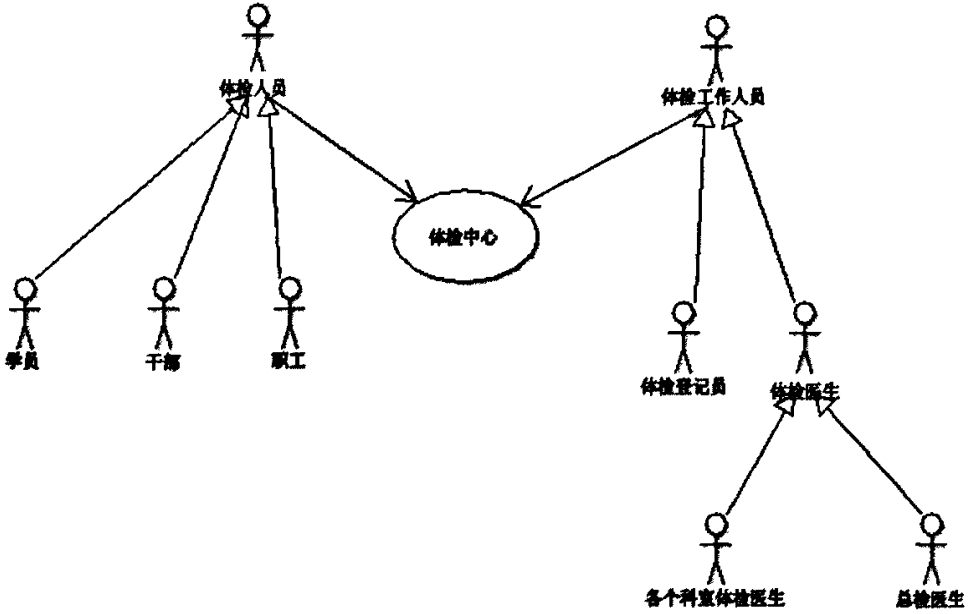 体检人员
体检工作人员
体检中心
学员
干部
职工
体检登记员
体检医生
各个科室体检医生
总检医生